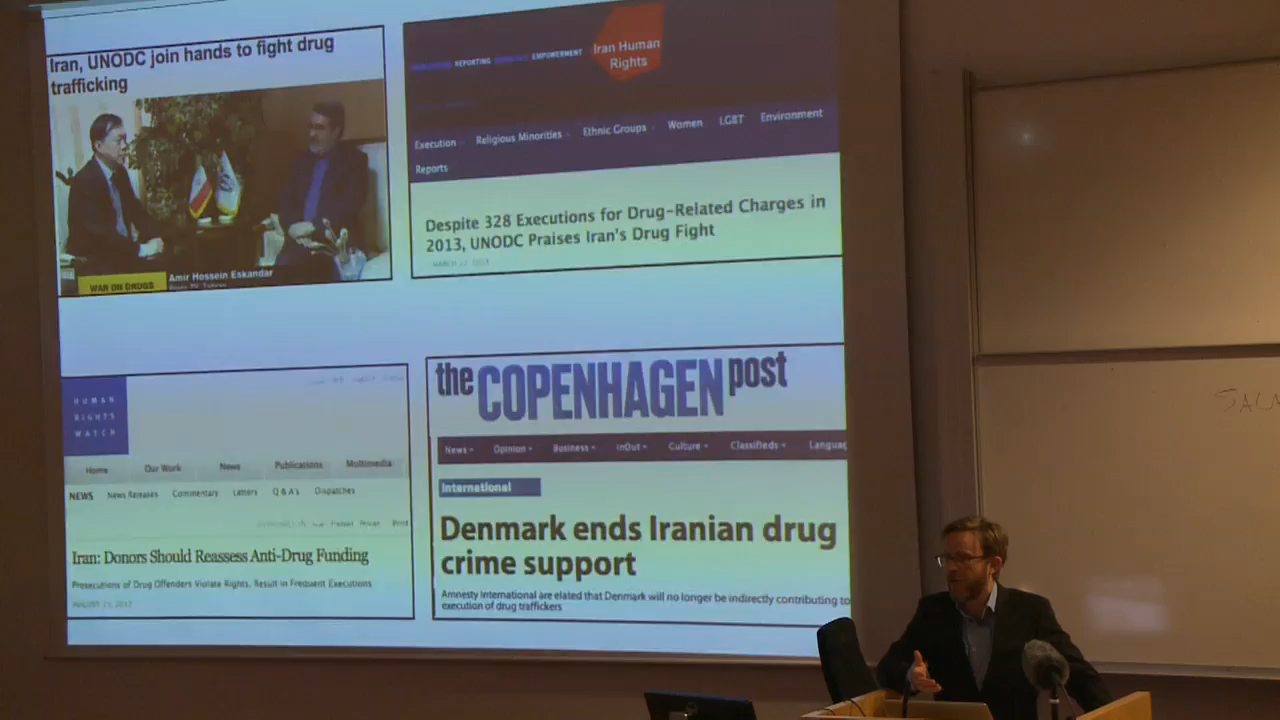 Iran, UNODC join hands to fight drug
trafficking
WAR ON DRUGS
Amir Hossein Eskandar
REPORTING EMPOWERMENT
Iran Human
Rights
Execution Religious Minorities Ethnic Groups Women LGBT Environment
Reports
Despite 328 Executions for Drug-Related Charges in
2013, UNODC Praises Iran's Drug Fight
HUMAN
RIGHTS
WATCH
Home Our Work News Publications Multimedia
NEWS News Releases Commentary Letters Q & A's Dispatches
Iran: Donors Should Reassess Anti-Drug Funding
Prosecutions of Drug Offenders Violate Rights, Result in Frequent Executions
the COPENHAGEN post
News Opinion Business InOut Culture Classifieds Languag
International
Denmark ends Iranian drug
crime support
Amnesty International are elated that Denmark will no longer be indirectly contributing to
execution of drug traffickers